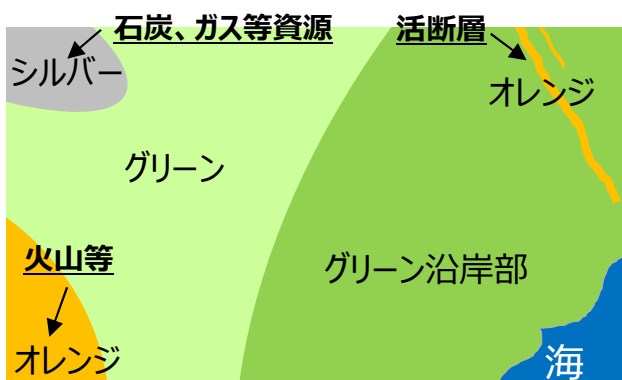 石炭、ガス等資源
活断層
シルバー
オレンジ
グリーン
火山等
グリーン沿岸部
オレンジ
海